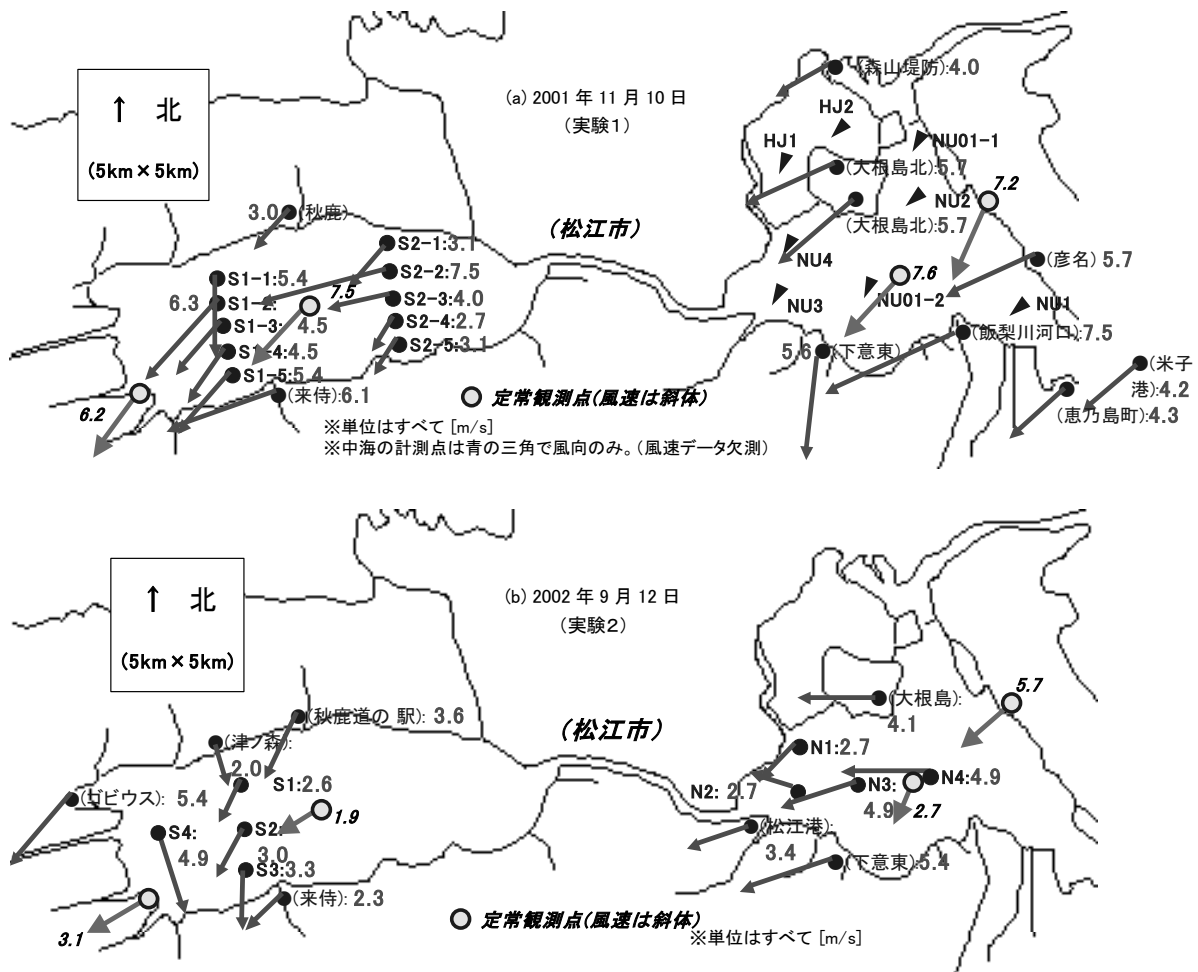 (a) 2001 年 11 月 10 日
(実験1)
↑ 北
(5km×5km)
(森山堤防):4.0
HJ2
HJ1
NU01-1
(大根島北):5.7
7.2
3.0 (秋鹿)
NU2
(大根島北):
5.7
(松江市)
S2-1:3.1
NU4
(彦名) 5.7
S1-1:5.4
S2-2:7.5
7.6
6.3 S1-2:
7.5
S2-3:4.0
NU3
NU01-2
NU1
S1-3: 4.5
S2-4:2.7
(飯梨川河口):7.5
S1-4:4.5
S2-5:3.1
5.6 (下意東)
S1-5:5.4
(米子
港):4.2
6.2
(来待):6.1
定常観測点(風速は斜体)
(恵乃島町):4.3
※単位はすべて [m/s]
※中海の計測点は青の三角で風向のみ。(風速データ欠測)
(b) 2002 年 9 月 12 日
(実験2)
↑ 北
(5km×5km)
5.7
(秋鹿道の 駅): 3.6
(大根島):
4.1
(松江市)
(津ノ森):
2.0
N1:2.7
S1:2.6
N2: 2.7
N3:
4.9
N4:4.9
(ゴビウス): 5.4
1.9
2.7
S4:
4.9
S2:
3.0
(松江港):
3.4
S3:3.3
(下意東):5.4
(来待): 2.3
3.1
定常観測点(風速は斜体)
※単位はすべて [m/s]